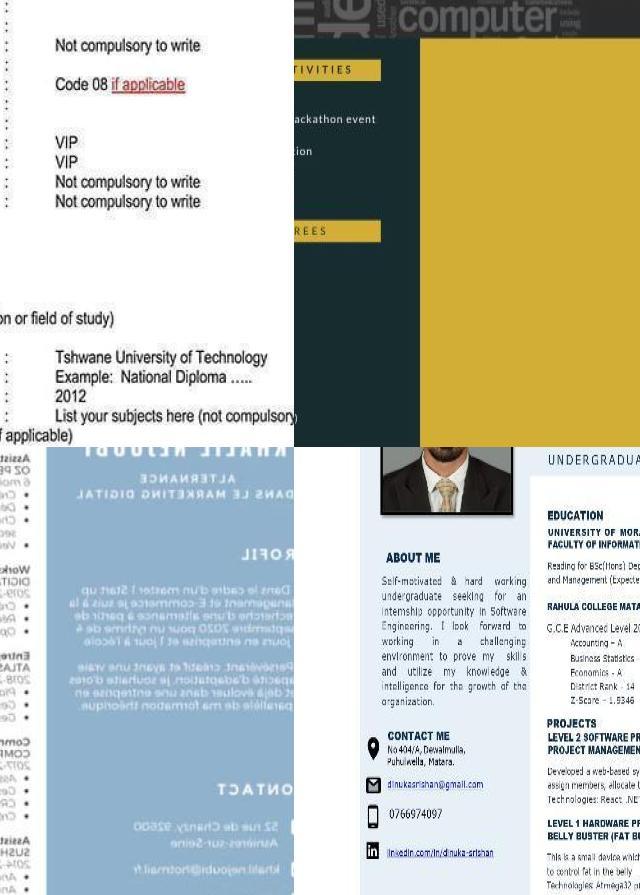 :
:
: Not compulsory to write
:
: Code 08 if applicable
:
:
: VIP
: VIP
: Not compulsory to write
: Not compulsory to write
on or field of study)
: Tshwane University of Technology
: Example: National Diploma .....
: 2012
: List your subjects here (not compulsory)
f applicable)
computer
used
using
TIVITIES
ackathon event
ion
REES
ALTERNANCE
DANS LE MARKETING DIGITAL
ROFIL
Dans le cadre d'un master 1 Start up
Management et E-commerce je suis à la
recherche d'une alternance à partir de
septembre 2020 pour un rythme de 4
jours en entreprise et 1 jour à l'école
Persévérant, créatif et ayant une vraie
capacité d'adaptation, je souhaite d'ores
et déjà évoluer dans une entreprise en
parallèle de ma formation théorique.
ONTACT
52 rue de Chanzy, 92600
Asnières-sur-Seine
khalil.nejoubi@hotmail.fr
UNDERGRADUA
ABOUT ME
Self-motivated & hard working
undergraduate seeking for an
internship opportunity in Software
Engineering. I look forward to
working in a challenging
environment to prove my skills
and utilize my knowledge &
intelligence for the growth of the
organization.
CONTACT ME
No 404/A, Dewalmulla,
Puhulwella, Matara.
dinukasrishan@gmail.com
0766974097
linkedin.com/in/dinuka-srishan
EDUCATION
UNIVERSITY OF MORA
FACULTY OF INFORMAT
Reading for BSc(Hons) Deg
and Management (Expecte
RAHULA COLLEGE MATA
G.C.E Advanced Level 20
Accounting - A
Business Statistics
Economics - A
District Rank - 14
Z-Score - 1.9346
PROJECTS
LEVEL 2 SOFTWARE PR
PROJECT MANAGEMEN
Developed a web-based sy
assign members, allocate t
Technologies: React .NET
LEVEL 1 HARDWARE PR
BELLY BUSTER (FAT BU
This is a small device which
to control fat in the belly
Technologies: Atmega32